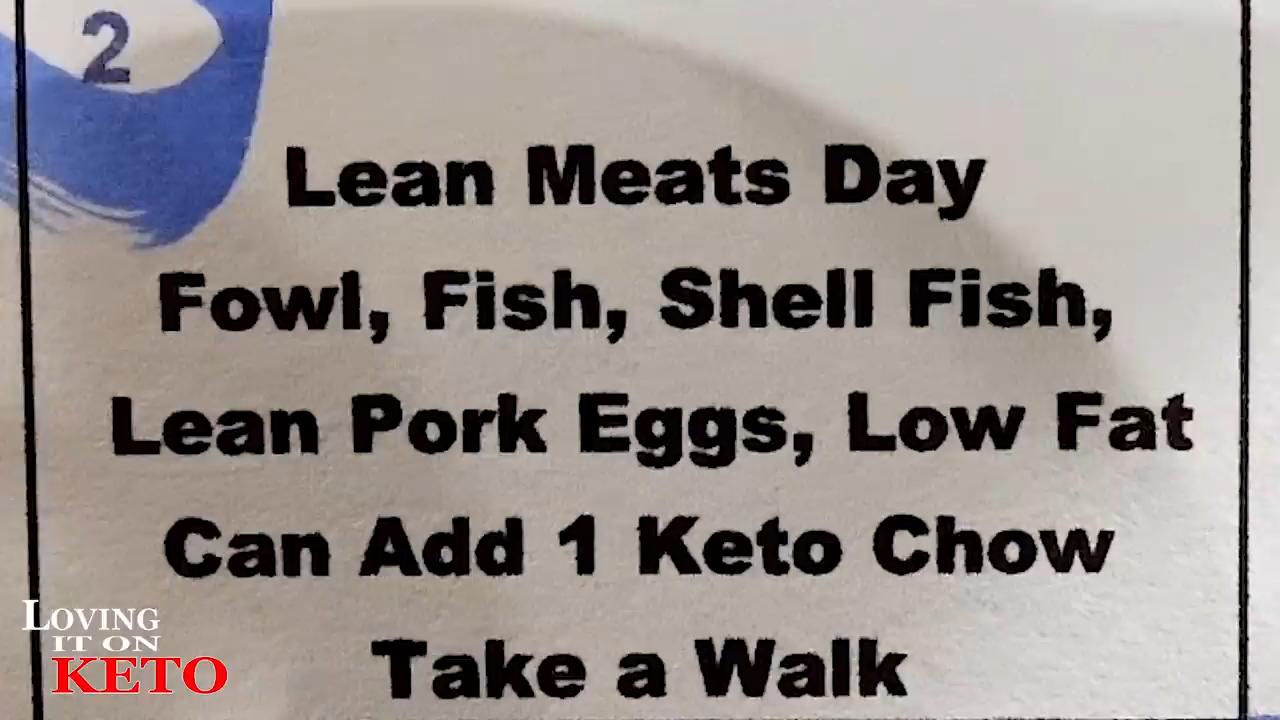 2
Lean Meats Day
Fowl, Fish, Shell Fish,
Lean Pork Eggs, Low Fat
Can Add 1 Keto Chow
Take a Walk
LOVING
IT ON
KETO